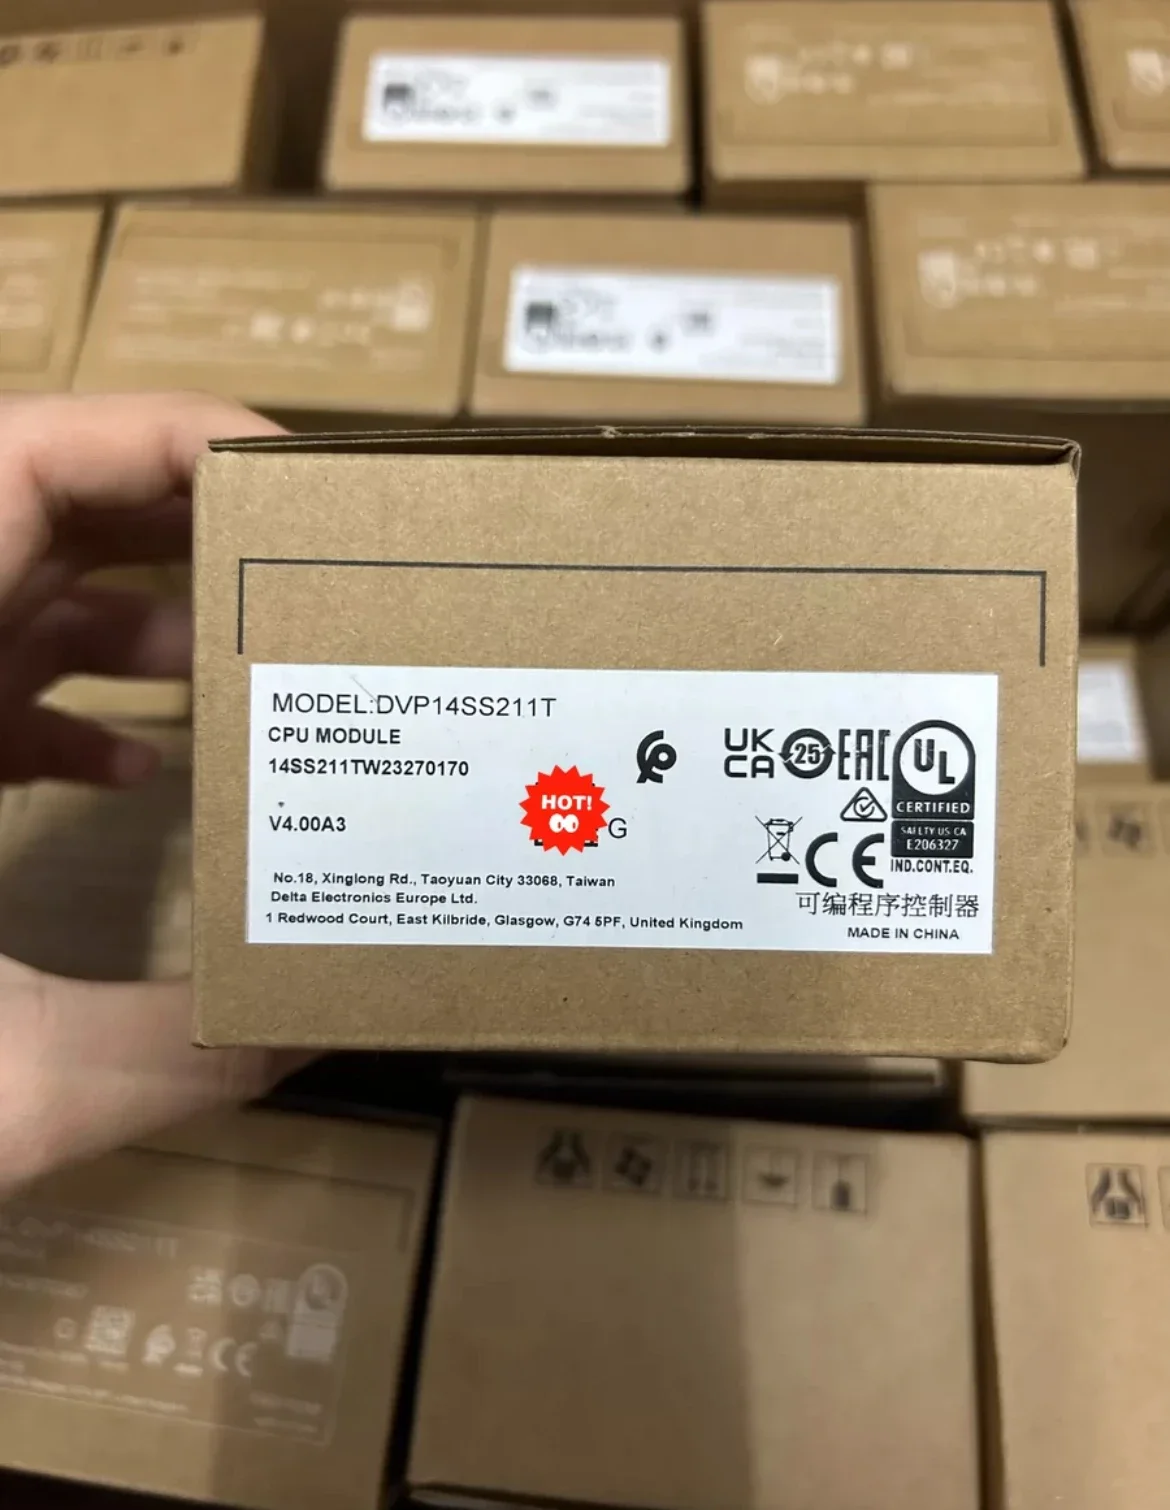 MODEL:DVP14SS211T
CPU MODULE
14SS211TW23270170
V4.00A3
HOT!
G
No.18, Xinglong Rd., Taoyuan City 33068, Taiwan
Delta Electronics Europe Ltd.
1 Redwood Court, East Kilbride, Glasgow, G74 5PF, United Kingdom
UK
CA
25
EAC
UL
CERTIFIED
SAFETY US CA
E206327
IND.CONT.EQ.
CE
可编程序控制器
MADE IN CHINA